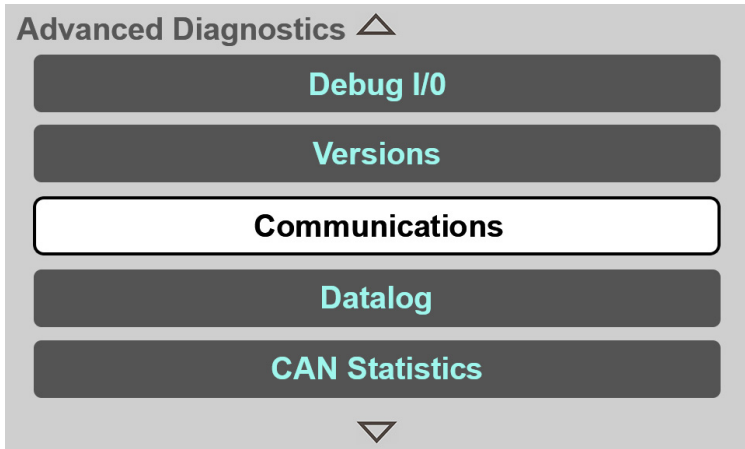 Advanced Diagnostics
Debug I/0
Versions
Communications
Datalog
CAN Statistics